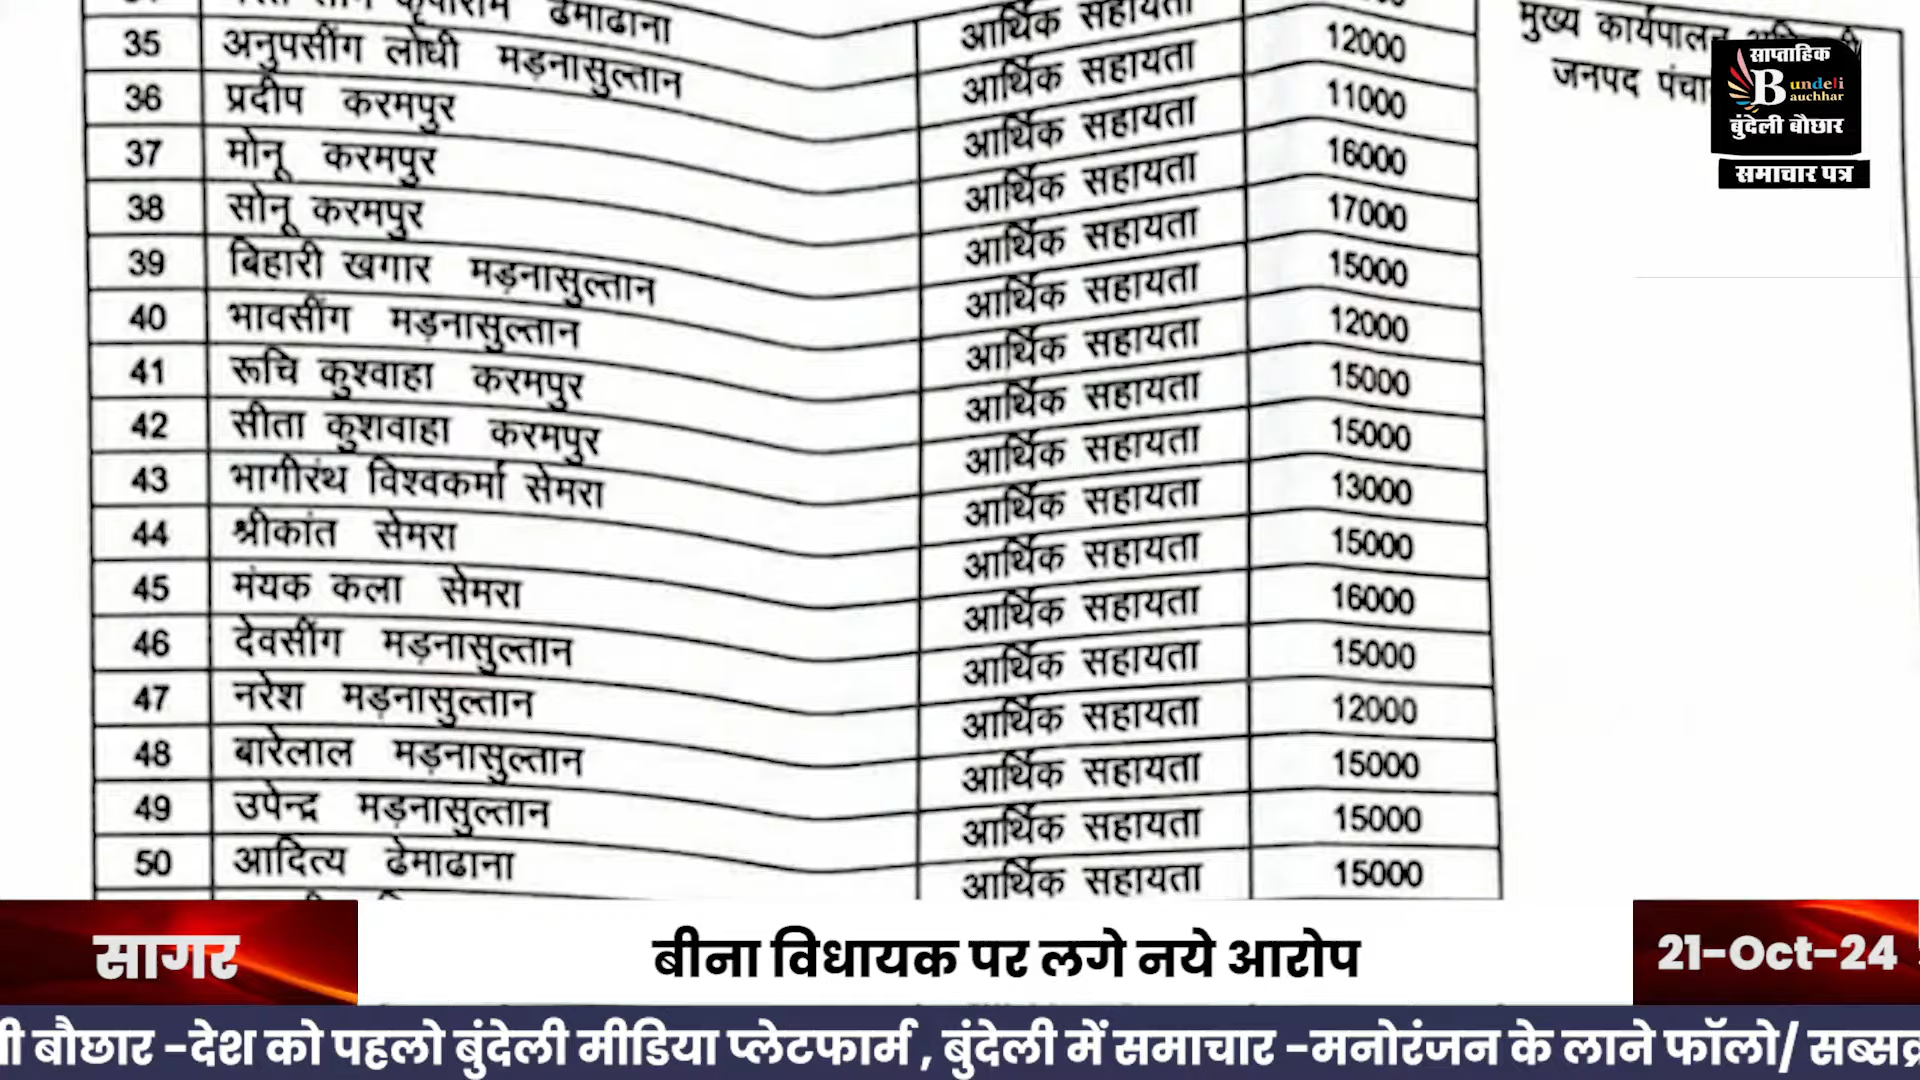 कृपाराम ढेमाढाना आर्थिक सहायता
35 अनुपसींग लोधी मड़नासुल्तान आर्थिक सहायता 12000
36 प्रदीप करमपुर आर्थिक सहायता 11000
37 मोनू करमपुर आर्थिक सहायता 16000
38 सोनू करमपुर आर्थिक सहायता 17000
39 बिहारी खगार मड़नासुल्तान आर्थिक सहायता 15000
40 भावसींग मड़नासुल्तान आर्थिक सहायता 12000
41 रूचि कुश्वाहा करमपुर आर्थिक सहायता 15000
42 सीता कुशवाहा करमपुर आर्थिक सहायता 15000
43 भागीरंथ विश्वकर्मा सेमरा आर्थिक सहायता 13000
44 श्रीकांत सेमरा आर्थिक सहायता 15000
45 मंयक कला सेमरा आर्थिक सहायता 16000
46 देवसींग मड़नासुल्तान आर्थिक सहायता 15000
47 नरेश मड़नासुल्तान आर्थिक सहायता 12000
48 बारेलाल मड़नासुल्तान आर्थिक सहायता 15000
49 उपेन्द्र मड़नासुल्तान आर्थिक सहायता 15000
50 आदित्य ढेमाढाना आर्थिक सहायता 15000
मुख्य कार्यपालन
जनपद
साप्ताहिक
Bundeli
Bauchhar
बुंदेली बौछार
समाचार पत्र
सागर
बीना विधायक पर लगे नये आरोप
21-Oct-24
बौछार -देश को पहलो बुंदेली मीडिया प्लेटफार्म , बुंदेली में समाचार -मनोरंजन के लाने फॉलो/